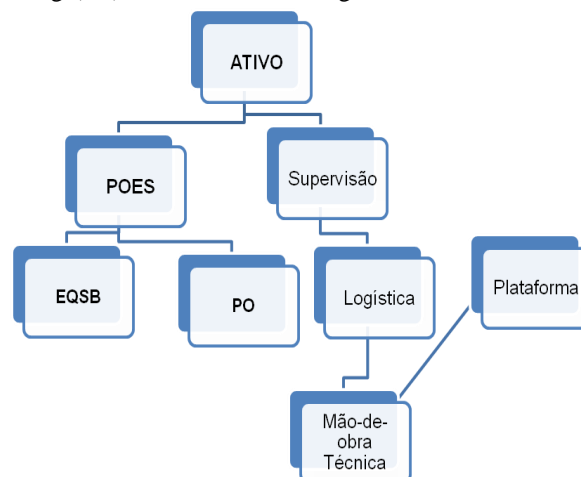 ATIVO
POES
Supervisão
EQSB
PO
Logística
Plataforma
Mão-de-
obra
Técnica